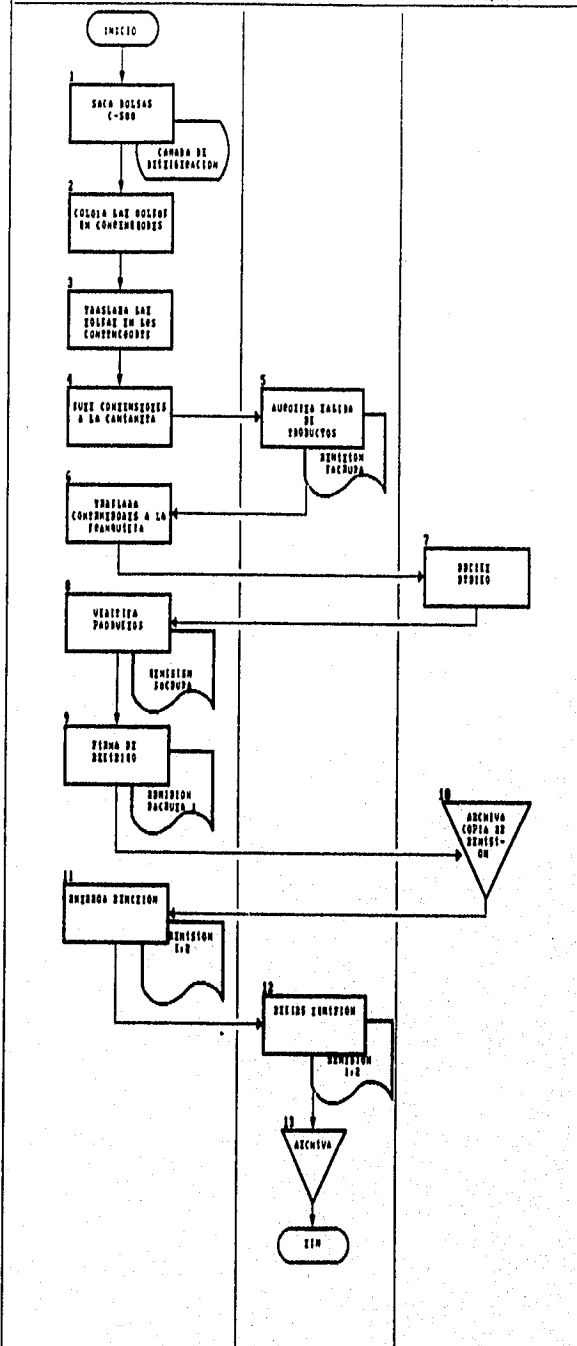 INICIO
1
SACA BOLSAS
C-500
CAMARA DE
REFRIGERACION
2
COLOCA LAS BOLSAS
EN CONTENEDORES
3
TRASLADA LAS
BOLSAS EN LOS
CONTENEDORES
4
SUBE CONTENEDORES
A LA CAMIONETA
5
AUTORIZA SALIDA
DE
PRODUCTOS
REMISION
FACTURA
6
TRASLADA
CONTENEDORES A LA
FRANQUICIA
7
RECIBE
PEDIDO
8
VERIFICA
PRODUCTOS
REMISION
FACTURA
9
FIRMA DE
RECIBIDO
REMISION
FACTURA 1
10
ARCHIVA
COPIA DE
REMISI-
ON
11
ENTREGA REMISION
REMISION
1:2
12
RECIBE REMISION
REMISION
1:2
13
ARCHIVA
FIN